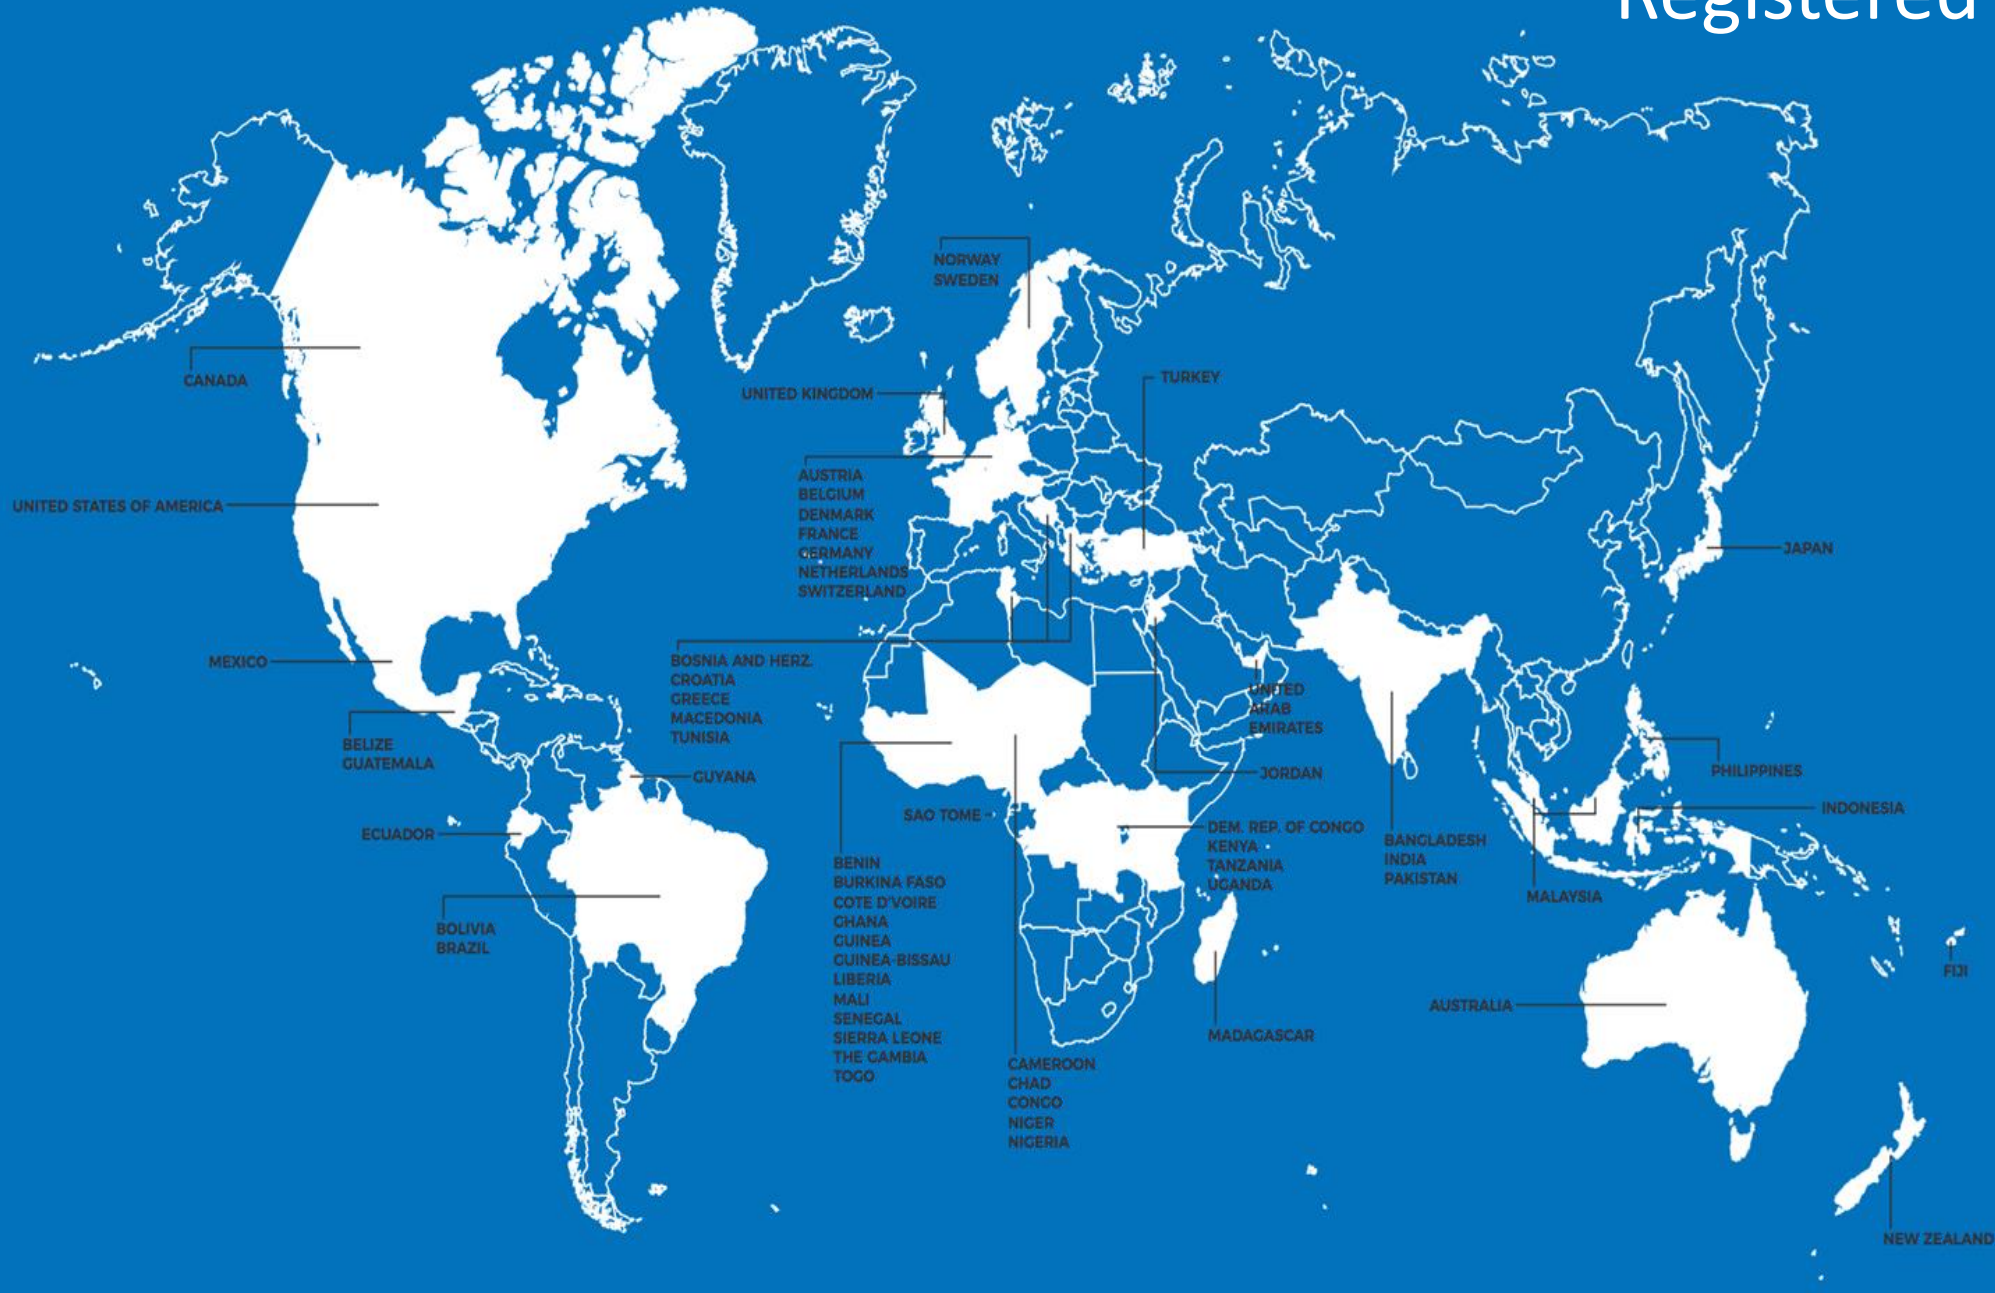 Registered
NORWAY
SWEDEN
CANADA
UNITED KINGDOM
TURKEY
AUSTRIA
BELGIUM
DENMARK
FRANCE
GERMANY
NETHERLANDS
SWITZERLAND
UNITED STATES OF AMERICA
JAPAN
MEXICO
BOSNIA AND HERZ.
CROATIA
GREECE
MACEDONIA
TUNISIA
UNITED
ARAB
EMIRATES
BELIZE
GUATEMALA
GUYANA
JORDAN
PHILIPPINES
INDONESIA
SAO TOME
ECUADOR
DEM. REP. OF CONGO
KENYA
TANZANIA
UGANDA
BANGLADESH
INDIA
PAKISTAN
MALAYSIA
BENIN
BURKINA FASO
COTE D'VOIRE
GHANA
GUINEA
GUINEA-BISSAU
LIBERIA
MALI
SENEGAL
SIERRA LEONE
THE GAMBIA
TOGO
BOLIVIA
BRAZIL
FIJI
AUSTRALIA
MADAGASCAR
CAMEROON
CHAD
CONGO
NIGER
NIGERIA
NEW ZEALAND